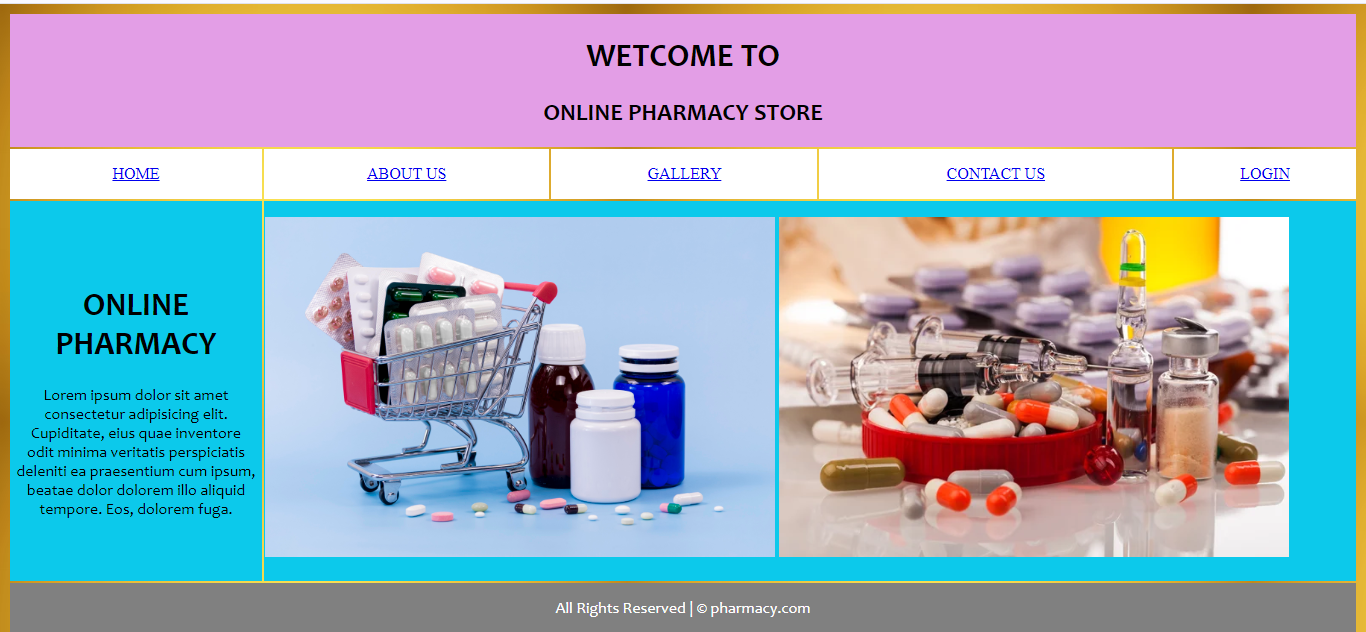 WETCOME TO
ONLINE PHARMACY STORE
HOME
ABOUT US
GALLERY
CONTACT US
LOGIN
ONLINE
PHARMACY
Lorem ipsum dolor sit amet
consectetur adipisicing elit.
Cupiditate, eius quae inventore
odit minima veritatis perspiciatis
deleniti ea praesentium cum ipsum,
beatae dolor dolorem illo aliquid
tempore. Eos, dolorem fuga.
All Rights Reserved | © pharmacy.com